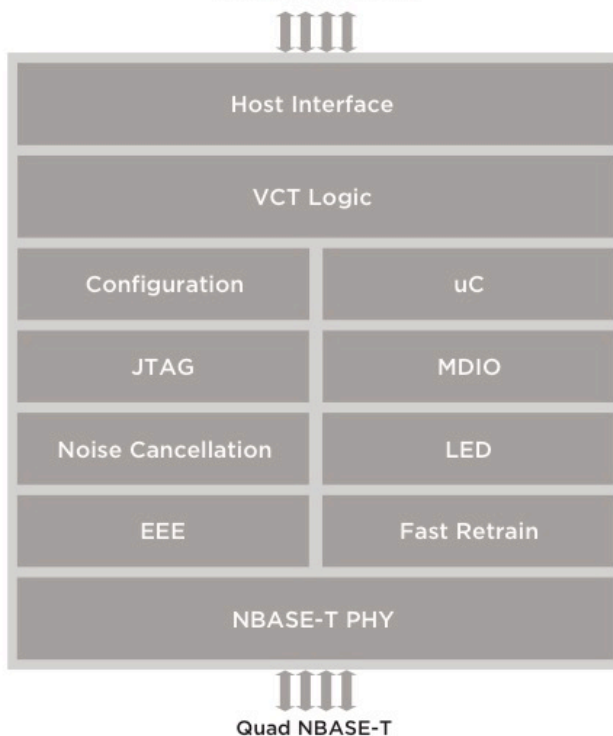 Host Interface
VCT Logic
Configuration
uC
JTAG
MDIO
Noise Cancellation
LED
EEE
Fast Retrain
NBASE-T PHY
Quad NBASE-T